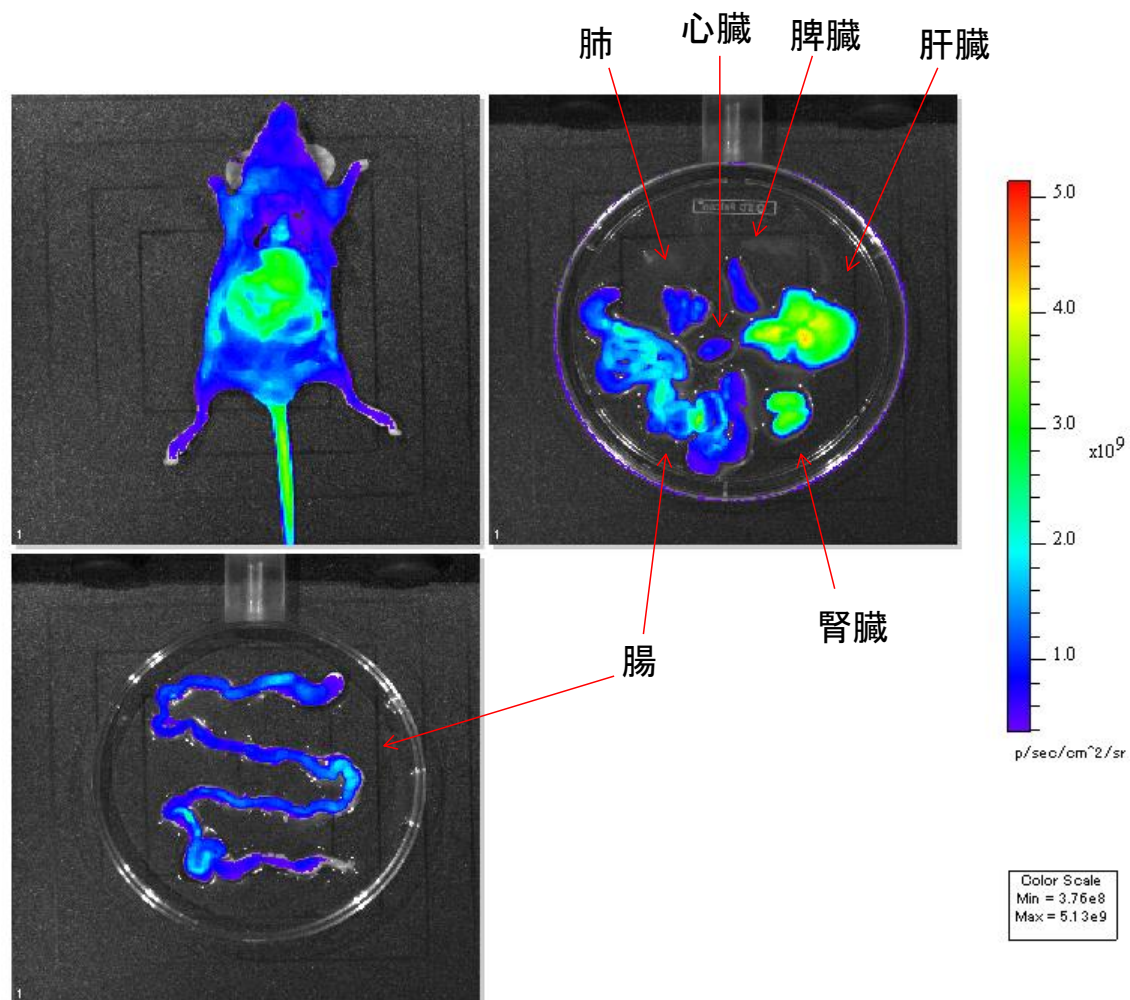 肺
心臓
脾臓
肝臓
5.0
4.0
3.0
x10^9
2.0
1.0
p/sec/cm^2/sr
1
1
腎臓
腸
Color Scale
Min = 3.76e8
Max = 5.13e9
1